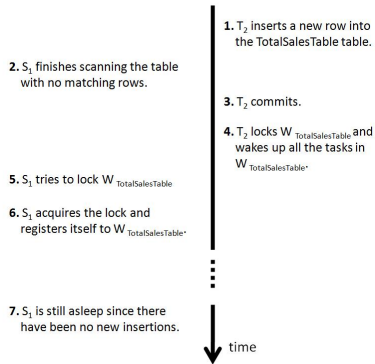 1. T2 inserts a new row into
the TotalSalesTable table.
2. S1 finishes scanning the table
with no matching rows.
3. T2 commits.
4. T2 locks W TotalSalesTable and
wakes up all the tasks in
W TotalSalesTable.
5. S1 tries to lock W TotalSalesTable
6. S1 acquires the lock and
registers itself to W TotalSalesTable.
7. S1 is still asleep since there
have been no new insertions.
time